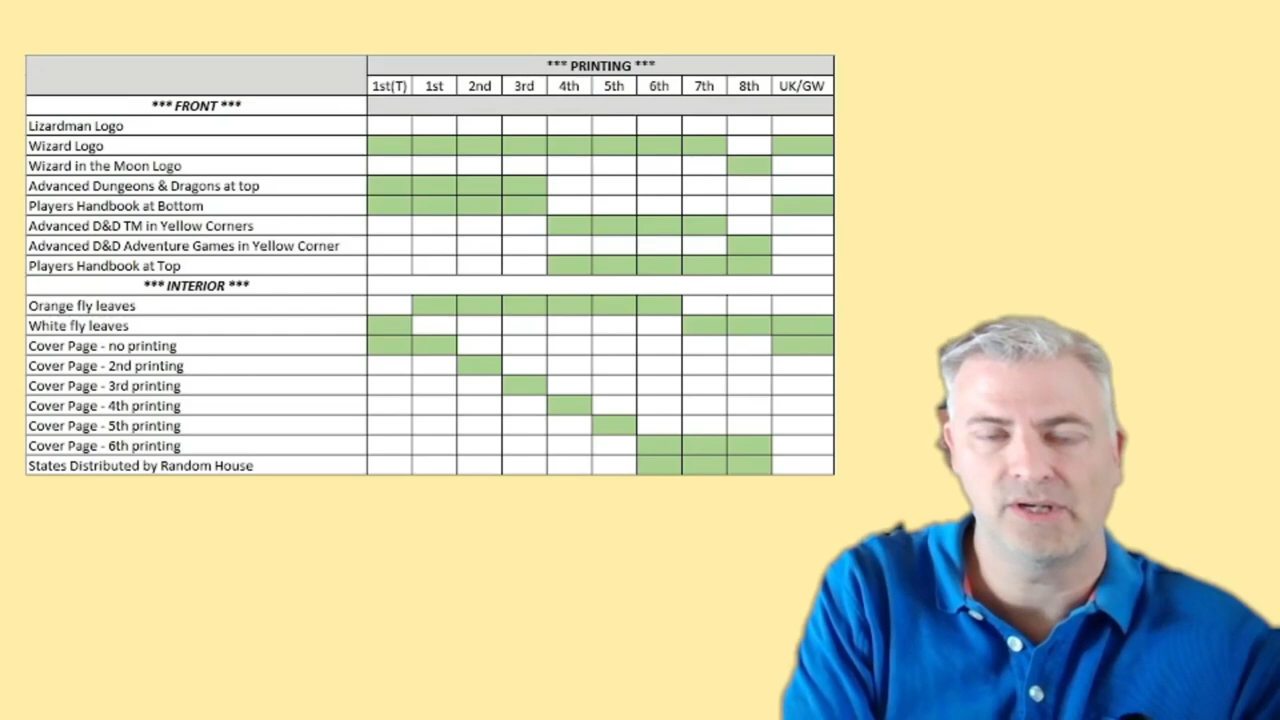 *** PRINTING ***
1st(T) 1st 2nd 3rd 4th 5th 6th 7th 8th UK/GW
*** FRONT ***
Lizardman Logo
Wizard Logo
Wizard in the Moon Logo
Advanced Dungeons & Dragons at top
Players Handbook at Bottom
Advanced D&D TM in Yellow Corners
Advanced D&D Adventure Games in Yellow Corner
Players Handbook at Top
*** INTERIOR ***
Orange fly leaves
White fly leaves
Cover Page - no printing
Cover Page - 2nd printing
Cover Page - 3rd printing
Cover Page - 4th printing
Cover Page - 5th printing
Cover Page - 6th printing
States Distributed by Random House